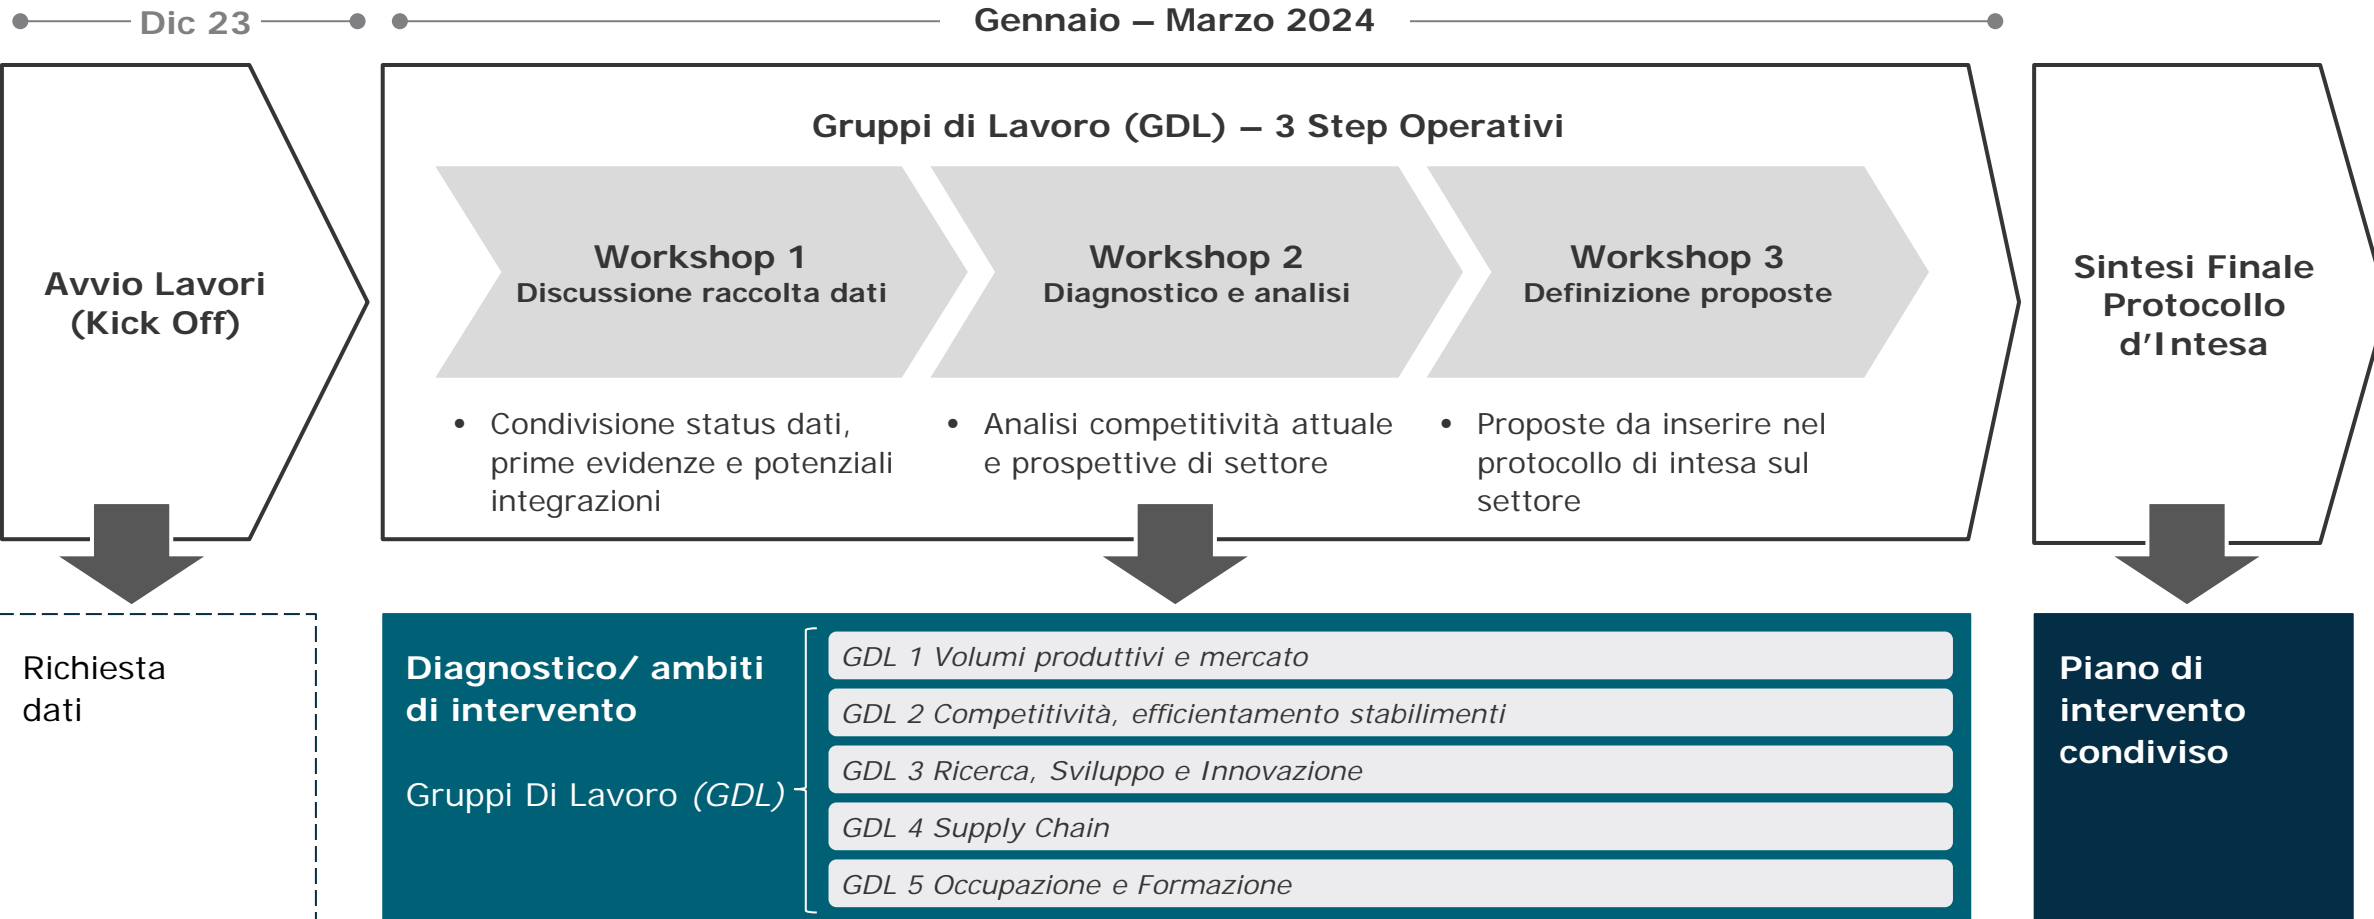 Dic 23
Gennaio – Marzo 2024
Avvio Lavori
(Kick Off)
Gruppi di Lavoro (GDL) – 3 Step Operativi
Workshop 1
Discussione raccolta dati
Workshop 2
Diagnostico e analisi
Workshop 3
Definizione proposte
• Condivisione status dati,
prime evidenze e potenziali
integrazioni
• Analisi competitività attuale
e prospettive di settore
• Proposte da inserire nel
protocollo di intesa sul
settore
Sintesi Finale
Protocollo
d’Intesa
Richiesta
dati
Diagnostico/ ambiti
di intervento
Gruppi Di Lavoro (GDL)
GDL 1 Volumi produttivi e mercato
GDL 2 Competitività, efficientamento stabilimenti
GDL 3 Ricerca, Sviluppo e Innovazione
GDL 4 Supply Chain
GDL 5 Occupazione e Formazione
Piano di
intervento
condiviso